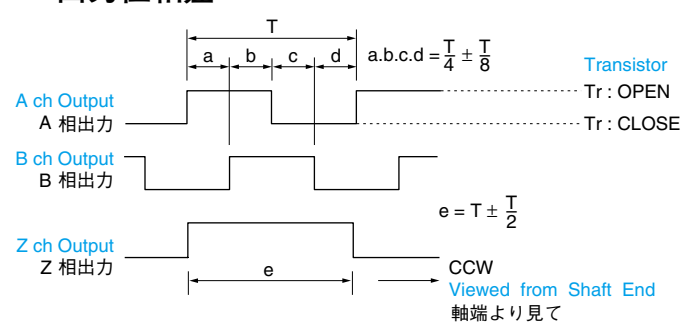 T
a b c d
a.b.c.d = T/4 ± T/8
Transistor
A ch Output
A 相出力
Tr : OPEN
Tr : CLOSE
B ch Output
B 相出力
e = T ± T/2
Z ch Output
Z 相出力
e
CCW
Viewed from Shaft End
軸端より見て